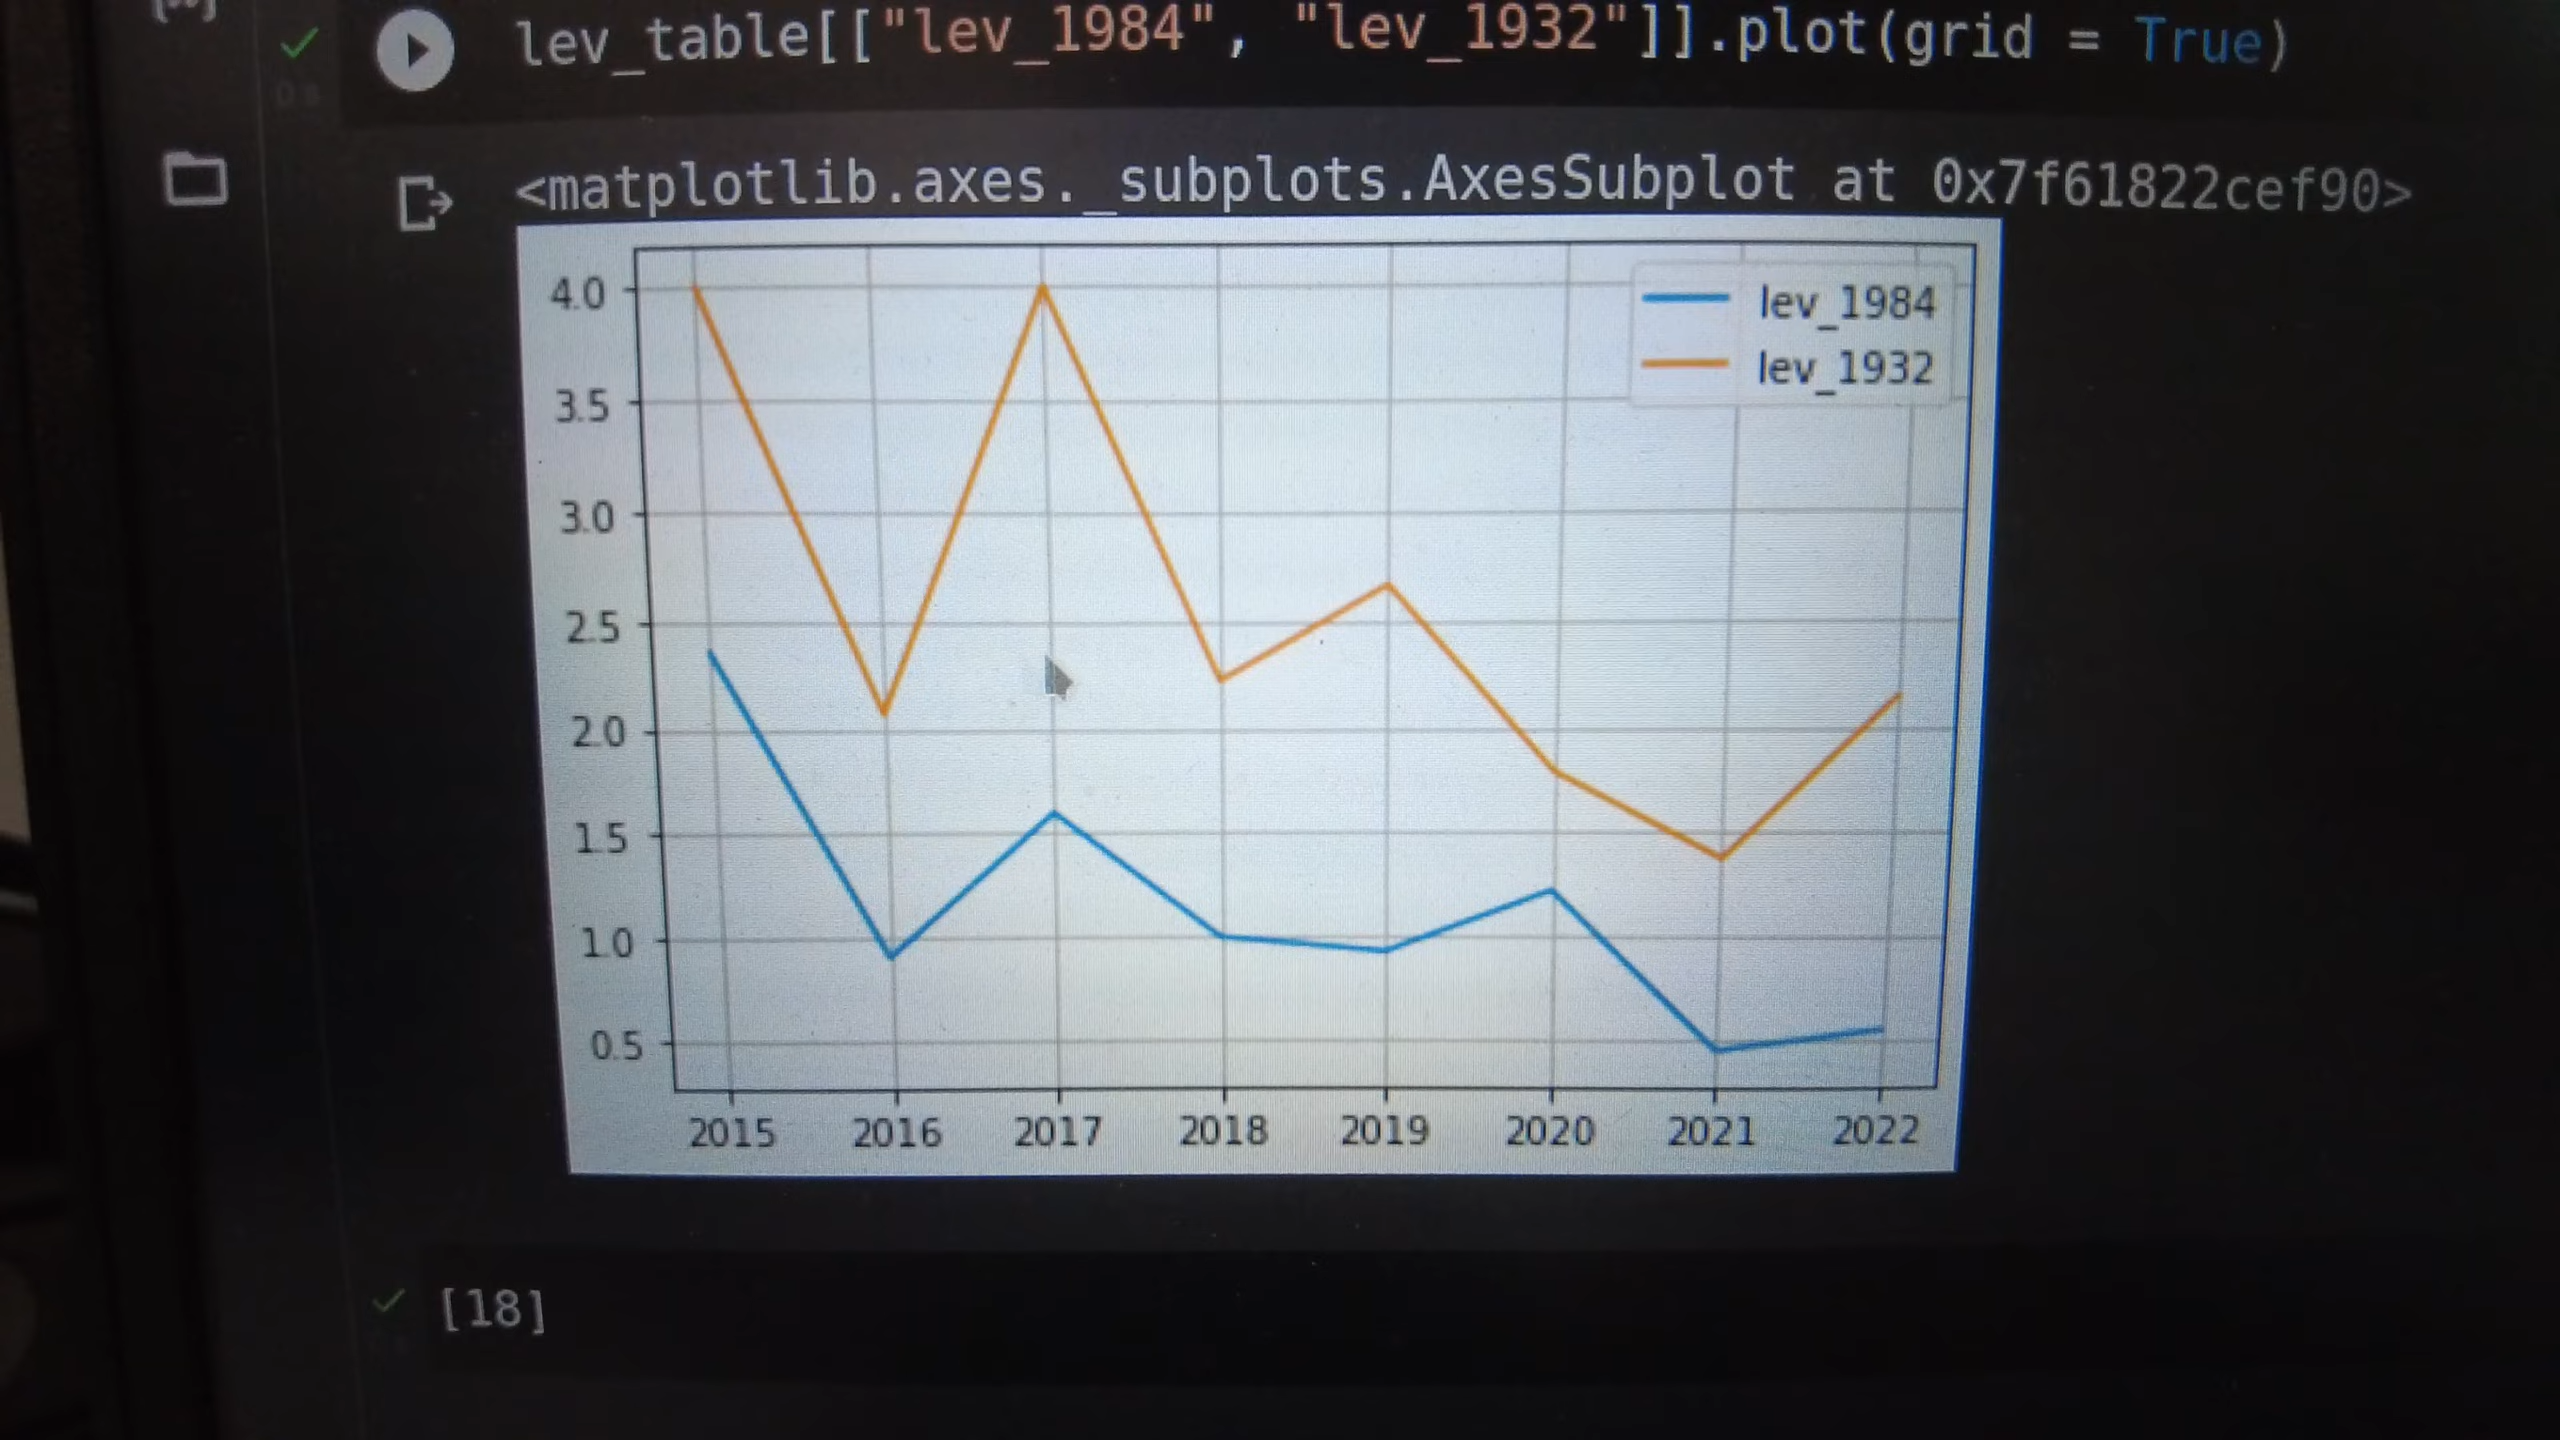 lev_table[["lev_1984", "lev_1932"]].plot(grid = True)
<matplotlib.axes._subplots.AxesSubplot at 0x7f61822cef90>
lev_1984
lev_1932
4.0
3.5
3.0
2.5
2.0
1.5
1.0
0.5
2015 2016 2017 2018 2019 2020 2021 2022
[18]